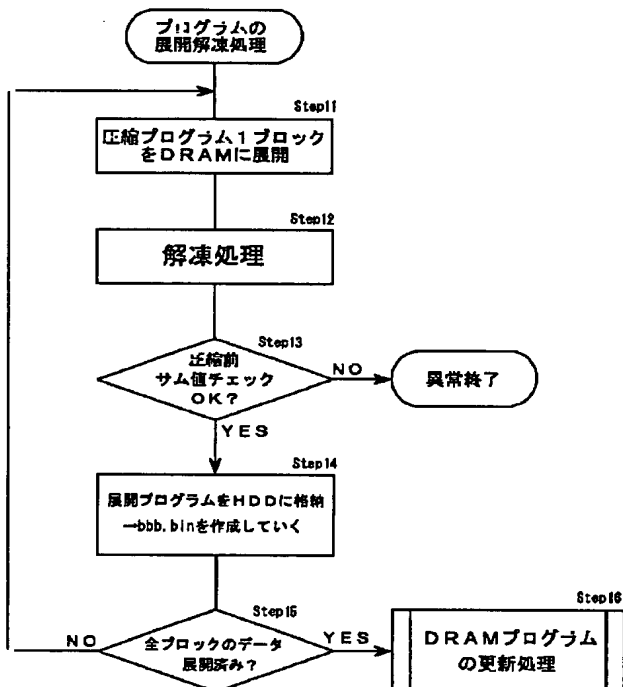 プログラムの
展開解凍処理
Step11
圧縮プログラム1ブロック
をDRAMに展開
Step12
解凍処理
Step13
圧縮前
サム値チェック
OK?
NO
異常終了
YES
Step14
展開プログラムをHDDに格納
→bbb.binを作成していく
Step15
全ブロックのデータ
展開済み?
NO
YES
Step16
DRAMプログラム
の更新処理